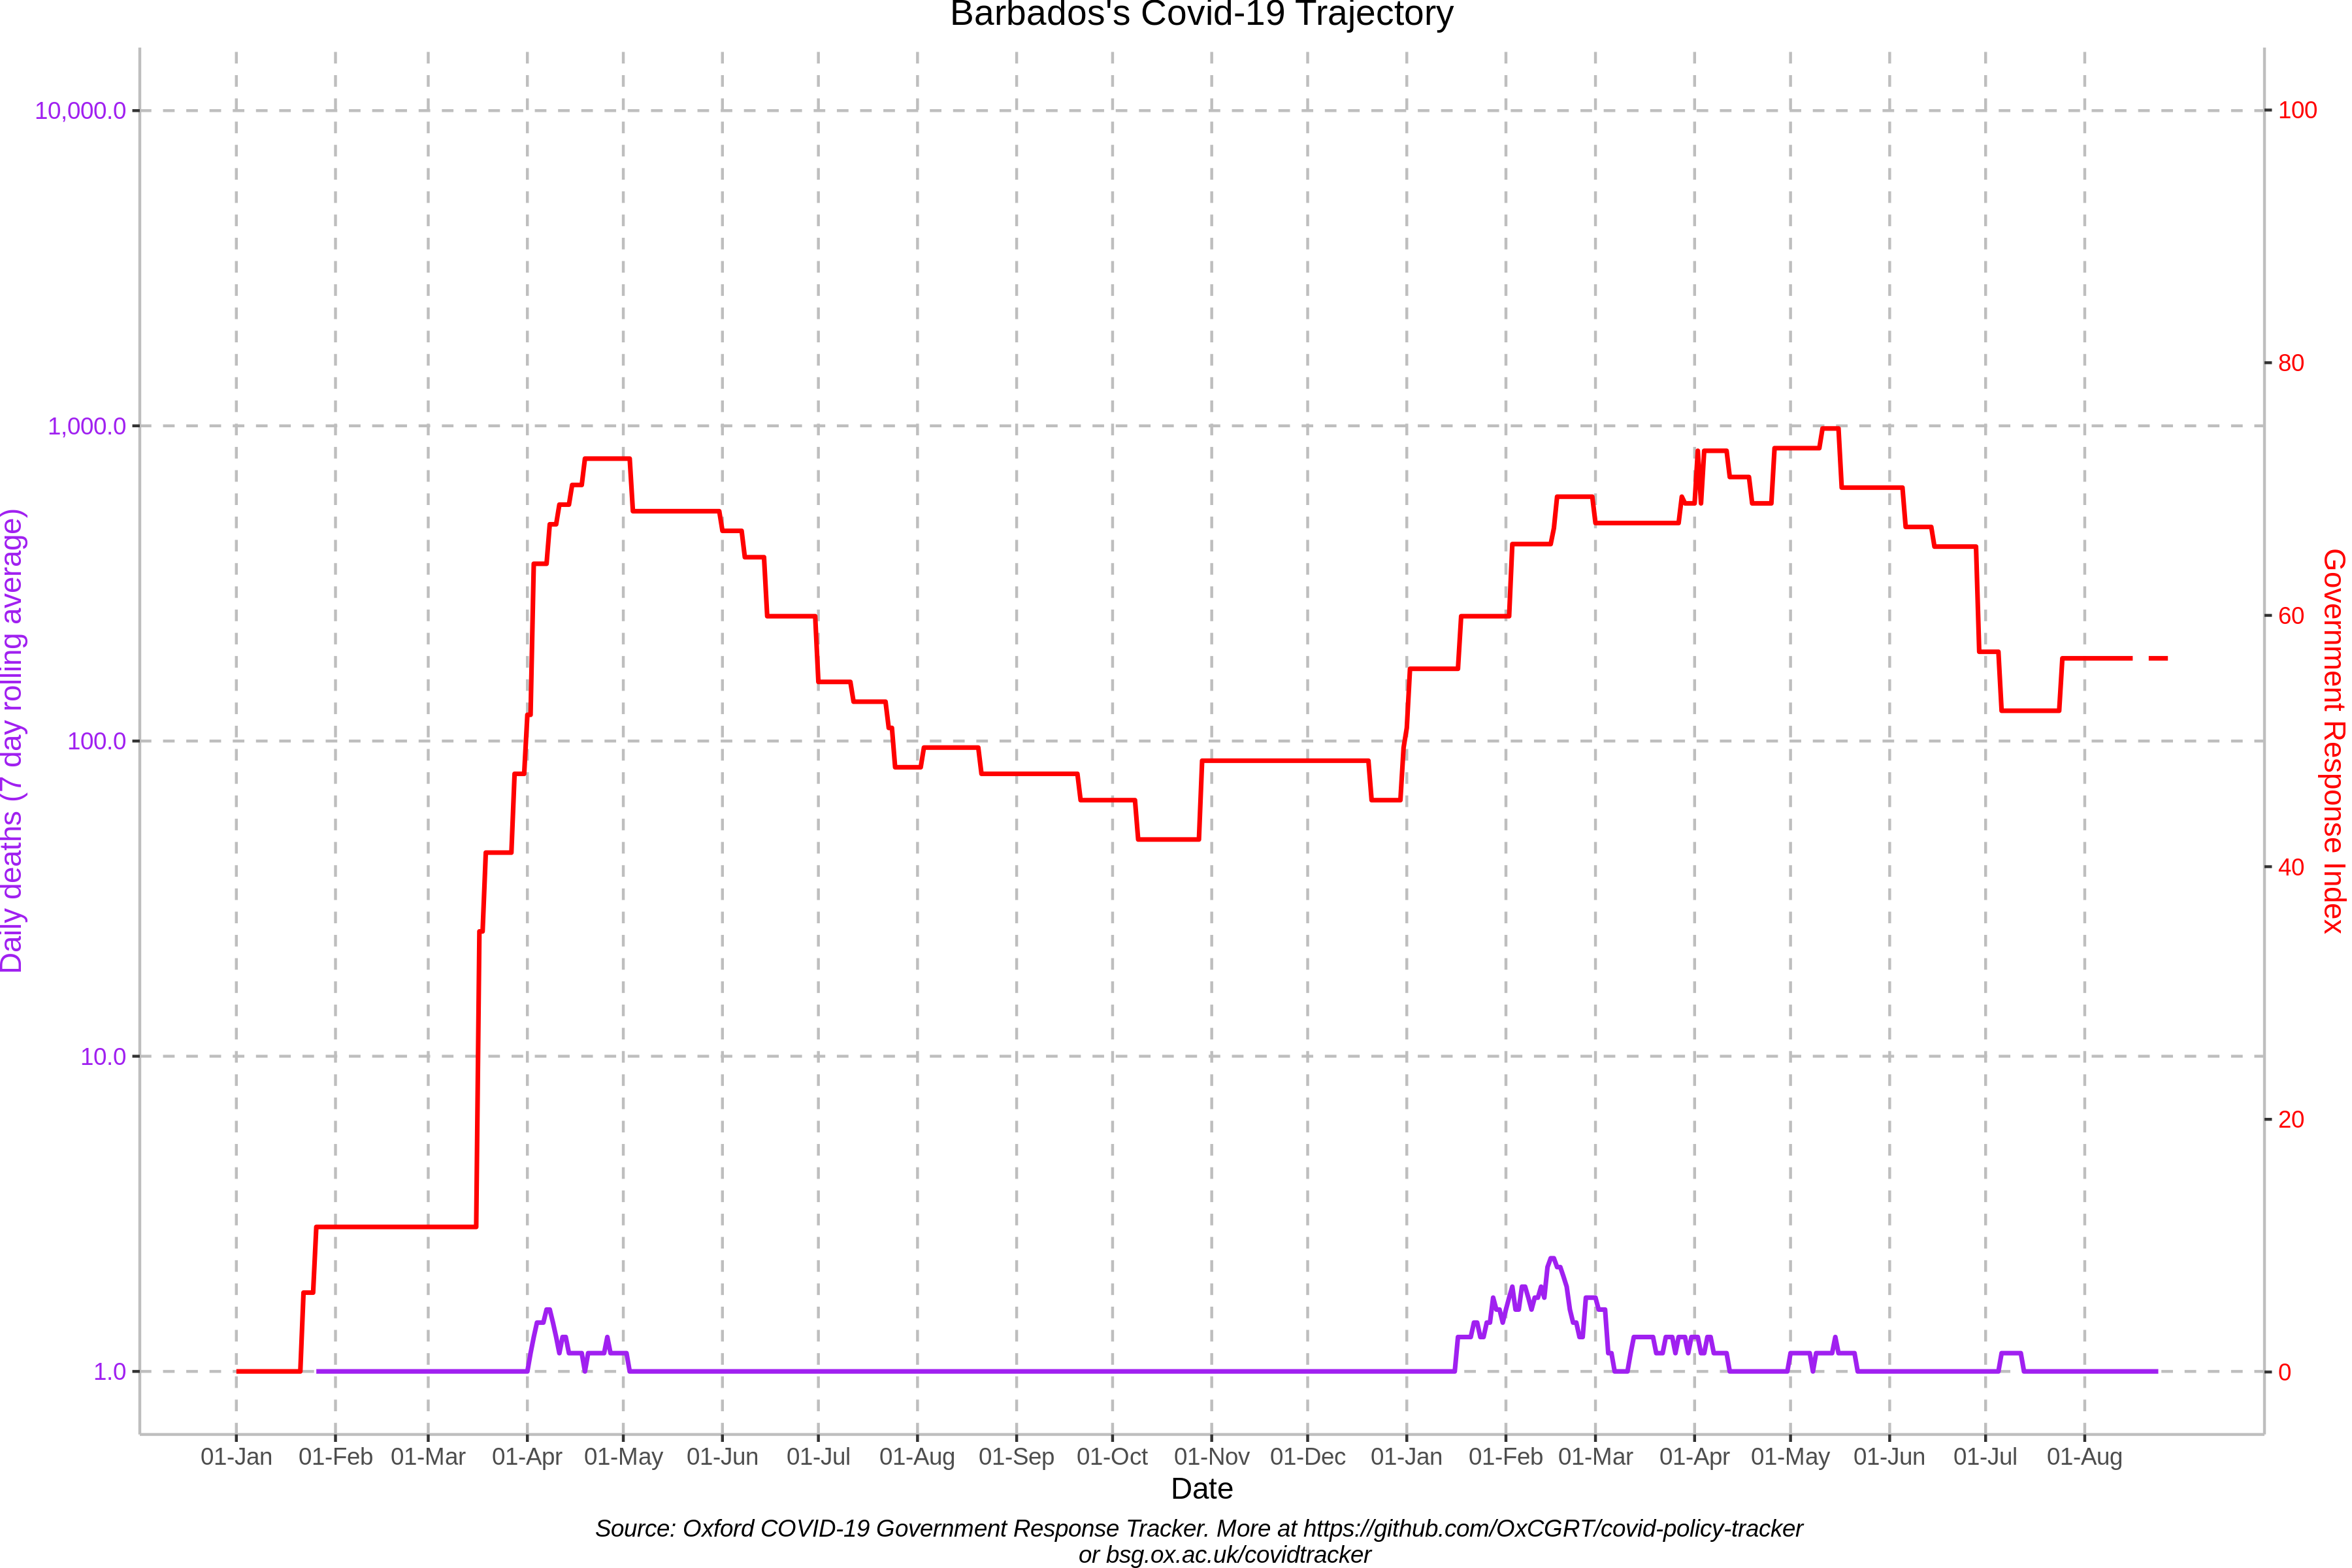 Barbados's Covid-19 Trajectory
10,000.0
1,000.0
100.0
10.0
1.0
Daily deaths (7 day rolling average)
100
80
60
40
20
0
Government Response Index
01-Jan 01-Feb 01-Mar 01-Apr 01-May 01-Jun 01-Jul 01-Aug 01-Sep 01-Oct 01-Nov 01-Dec 01-Jan 01-Feb 01-Mar 01-Apr 01-May 01-Jun 01-Jul 01-Aug
Date
Source: Oxford COVID-19 Government Response Tracker. More at https://github.com/OxCGRT/covid-policy-tracker
or bsg.ox.ac.uk/covidtracker